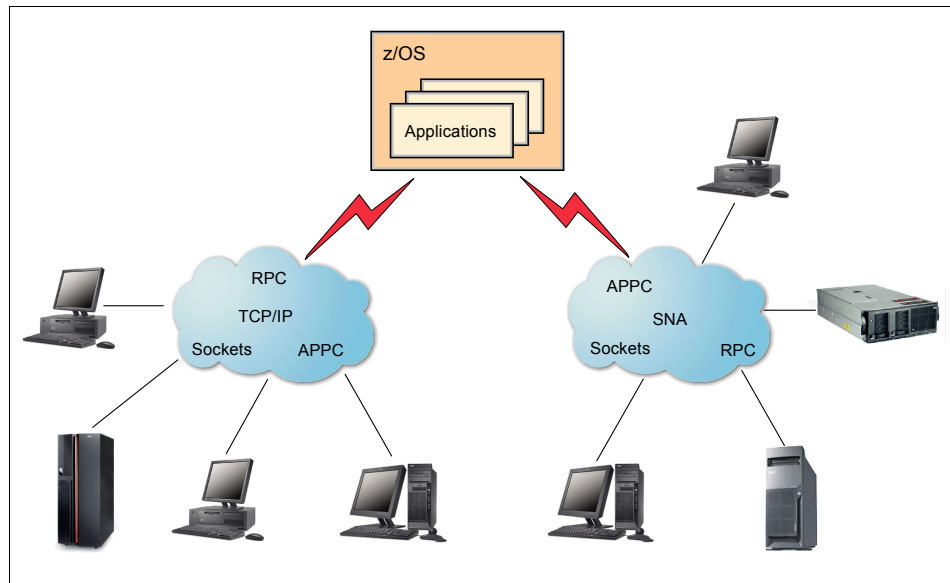 z/OS
Applications
RPC
TCP/IP
Sockets
APPC
APPC
SNA
Sockets
RPC